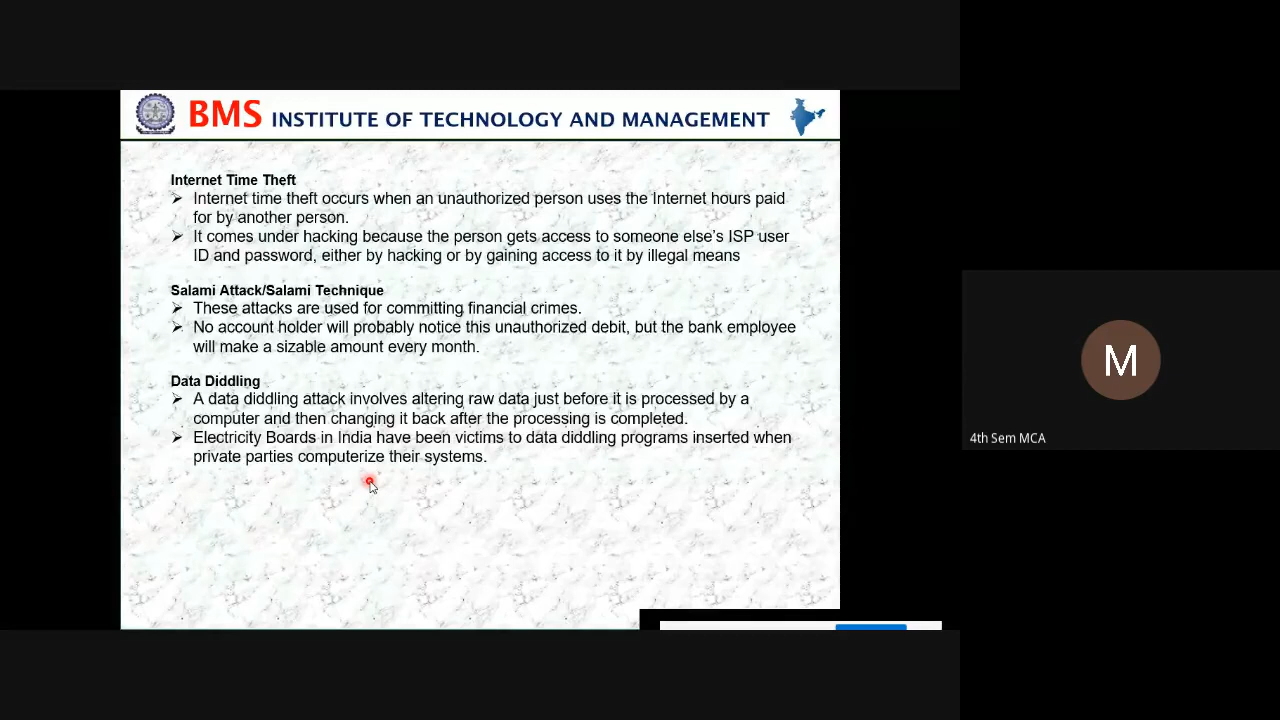 BMS INSTITUTE OF TECHNOLOGY AND MANAGEMENT
Internet Time Theft
➢ Internet time theft occurs when an unauthorized person uses the Internet hours paid
for by another person.
➢ It comes under hacking because the person gets access to someone else's ISP user
ID and password, either by hacking or by gaining access to it by illegal means
Salami Attack/Salami Technique
➢ These attacks are used for committing financial crimes.
➢ No account holder will probably notice this unauthorized debit, but the bank employee
will make a sizable amount every month.
Data Diddling
➢ A data diddling attack involves altering raw data just before it is processed by a
computer and then changing it back after the processing is completed.
➢ Electricity Boards in India have been victims to data diddling programs inserted when
private parties computerize their systems.
M
4th Sem MCA